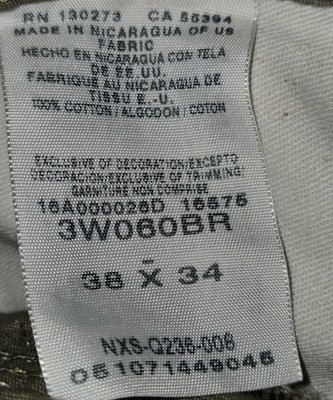 RN 130273 CA 55394
MADE IN NICARAGUA OF US
FABRIC
HECHO EN NICARAGUA CON TELA
DE EE.UU.
FABRIQUE AU NICARAGUA DE
TISSU E.-U.
100% COTTON / ALGODON / COTON
EXCLUSIVE OF DECORATION/EXCEPTO
DECORACION/EXCLUSIVE OF TRIMMING/
GARNITURE NON COMPRISE
16A000026D 16575
3W060BR
38 X 34
NXS-Q236-006
051071449045